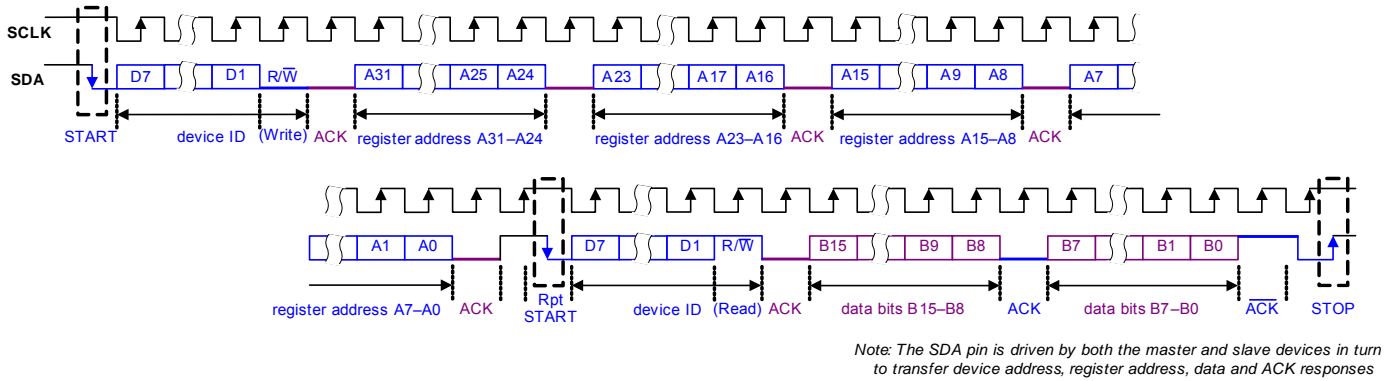 SCLK
SDA D7 D1 R/W̅ A31 A25 A24 A23 A17 A16 A15 A9 A8 A7
START device ID (Write) ACK register address A31–A24 register address A23–A16 ACK register address A15–A8 ACK
A1 A0 D7 D1 R/W̅ B15 B9 B8 B7 B1 B0
register address A7–A0 ACK Rpt START device ID (Read) ACK data bits B15–B8 ACK data bits B7–B0 A̅C̅K̅ STOP
Note: The SDA pin is driven by both the master and slave devices in turn
to transfer device address, register address, data and ACK responses